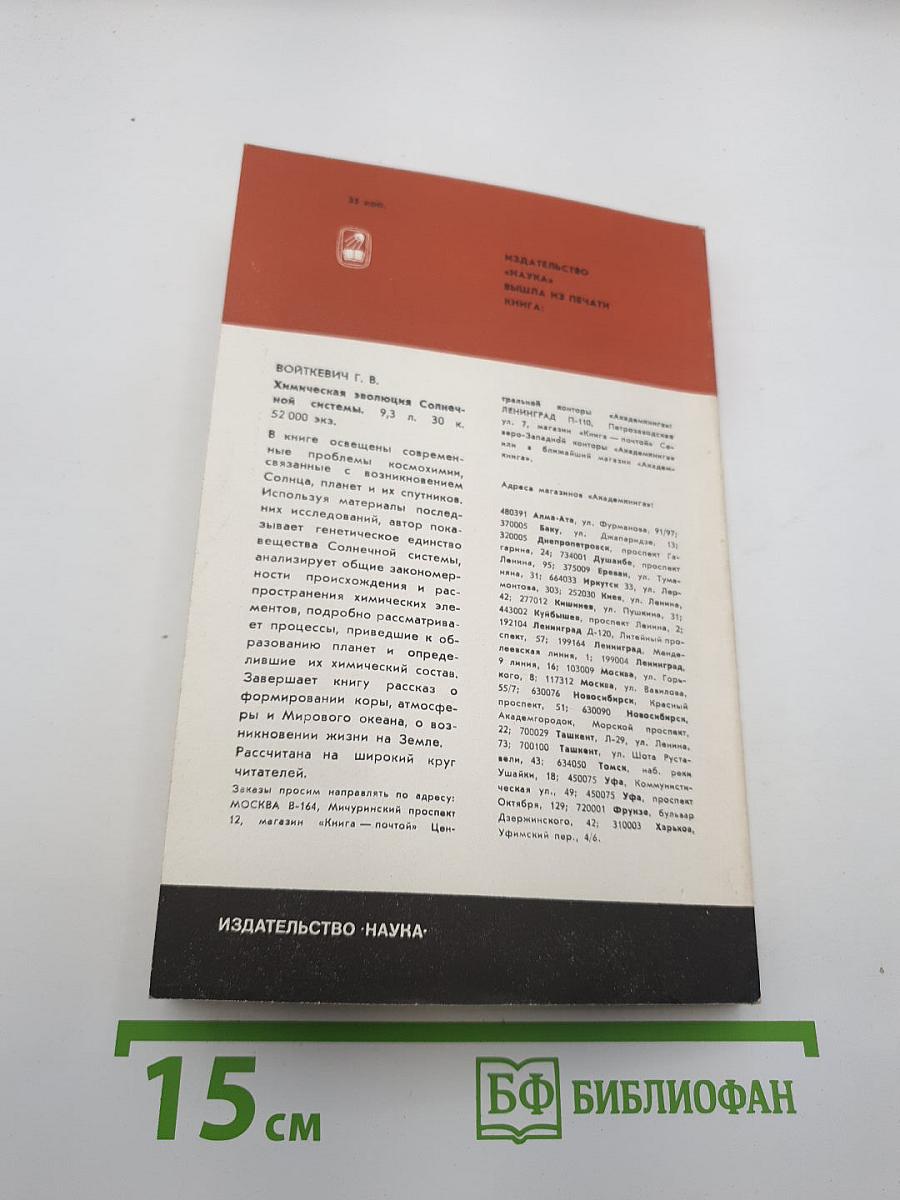 35 коп.
ИЗДАТЕЛЬСТВО
«НАУКА»
ВЫШЛА ИЗ ПЕЧАТИ
КНИГА:
ВОЙТКЕВИЧ Г. В.
Химическая эволюция Солнеч-
ной системы. 9,3 л. 30 к.
52 000 экз.
В книге освещены современ-
ные проблемы космохимии,
связанные с возникновением
Солнца, планет и их спутников.
Используя материалы послед-
них исследований, автор пока-
зывает генетическое единство
вещества Солнечной системы,
анализирует общие закономер-
ности происхождения и рас-
пространения химических эле-
ментов, подробно рассматрива-
ет процессы, приведшие к об-
разованию планет и опреде-
лившие их химический состав.
Завершает книгу рассказ о
формировании коры, атмосфе-
ры и Мирового океана, о воз-
никновении жизни на Земле.
Рассчитана на широкий круг
читателей.
Заказы просим направлять по адресу:
МОСКВА В-164, Мичуринский проспект
12, магазин «Книга — почтой» Цен-
тральной конторы «Академкнига»;
ЛЕНИНГРАД П-110, Петрозаводская
ул. 7, магазин «Книга — почтой» Се-
веро-Западной конторы «Академкнига»
или в ближайший магазин «Академ-
книга».
Адреса магазинов «Академкнига»:
480391 Алма-Ата, ул. Фурманова, 91/97;
370005 Баку, ул. Джапаридзе, 13;
320005 Днепропетровск, проспект Га-
гарина, 24; 734001 Душанбе, проспект
Ленина, 95; 375009 Ереван, ул. Тума-
няна, 31; 664033 Иркутск 33, ул. Лер-
монтова, 303; 252030 Киев, ул. Ленина,
42; 277012 Кишинев, ул. Пушкина, 31;
443002 Куйбышев, проспект Ленина, 2;
192104 Ленинград Д-120, Литейный про-
спект, 57; 199164 Ленинград, Менде-
леевская линия, 1; 199004 Ленинград,
9 линия, 16; 103009 Москва, ул. Горь-
кого, 8; 117312 Москва, ул. Вавилова,
55/7; 630076 Новосибирск, Красный
проспект, 51; 630090 Новосибирск,
Академгородок, Морской проспект,
22; 700029 Ташкент, Л-29, ул. Ленина,
73; 700100 Ташкент, ул. Шота Руста-
вели, 43; 634050 Томск, наб. реки
Ушайки, 18; 450075 Уфа, Коммунисти-
ческая ул., 49; 450075 Уфа, проспект
Октября, 129; 720001 Фрунзе, бульвар
Дзержинского, 42; 310003 Харьков,
Уфимский пер., 4/6.
ИЗДАТЕЛЬСТВО ·НАУКА·
15 см
БФ БИБЛИОФАН